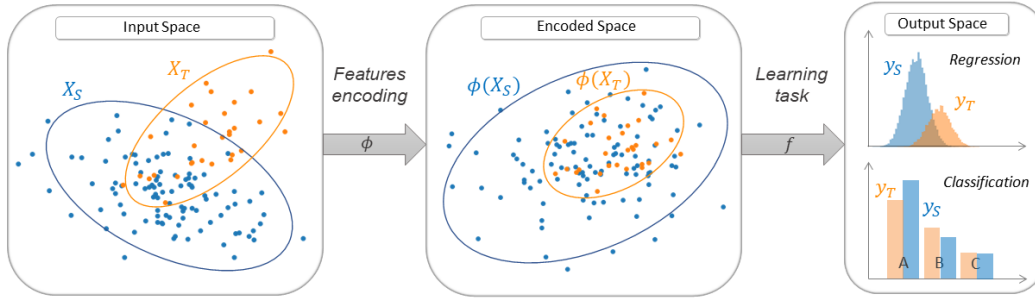 Input Space
X_S
X_T
Features
encoding
ϕ
Encoded Space
ϕ(X_S)
ϕ(X_T)
Learning
task
f
Output Space
Regression
y_S
y_T
Classification
y_T
y_S
A
B
C